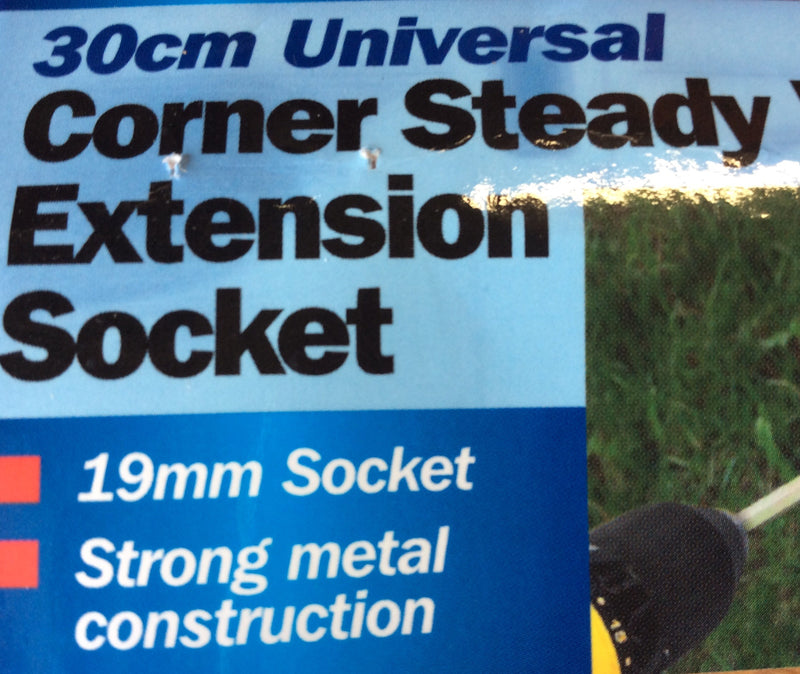 30cm Universal
Corner Steady
Extension
Socket
19mm Socket
Strong metal
construction